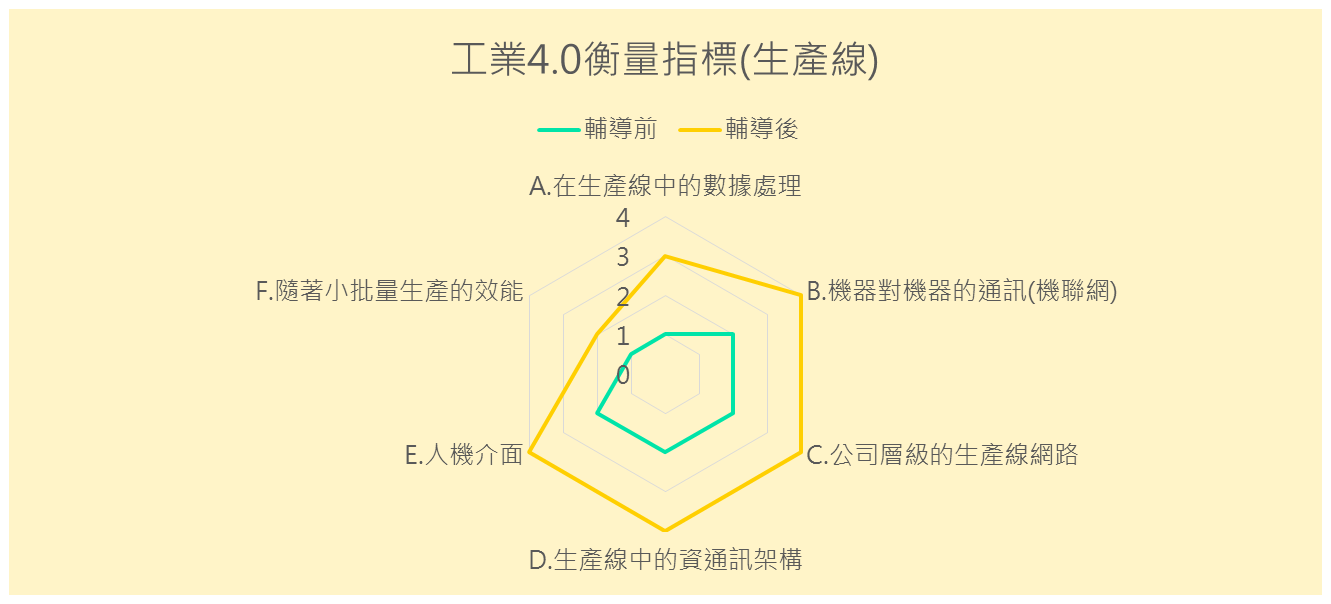 工業4.0衡量指標(生產線)
輔導前 輔導後
A.在生產線中的數據處理
4
3
F.隨著小批量生產的效能
B.機器對機器的通訊(機聯網)
2
1
0
E.人機介面
C.公司層級的生產線網路
D.生產線中的資通訊架構